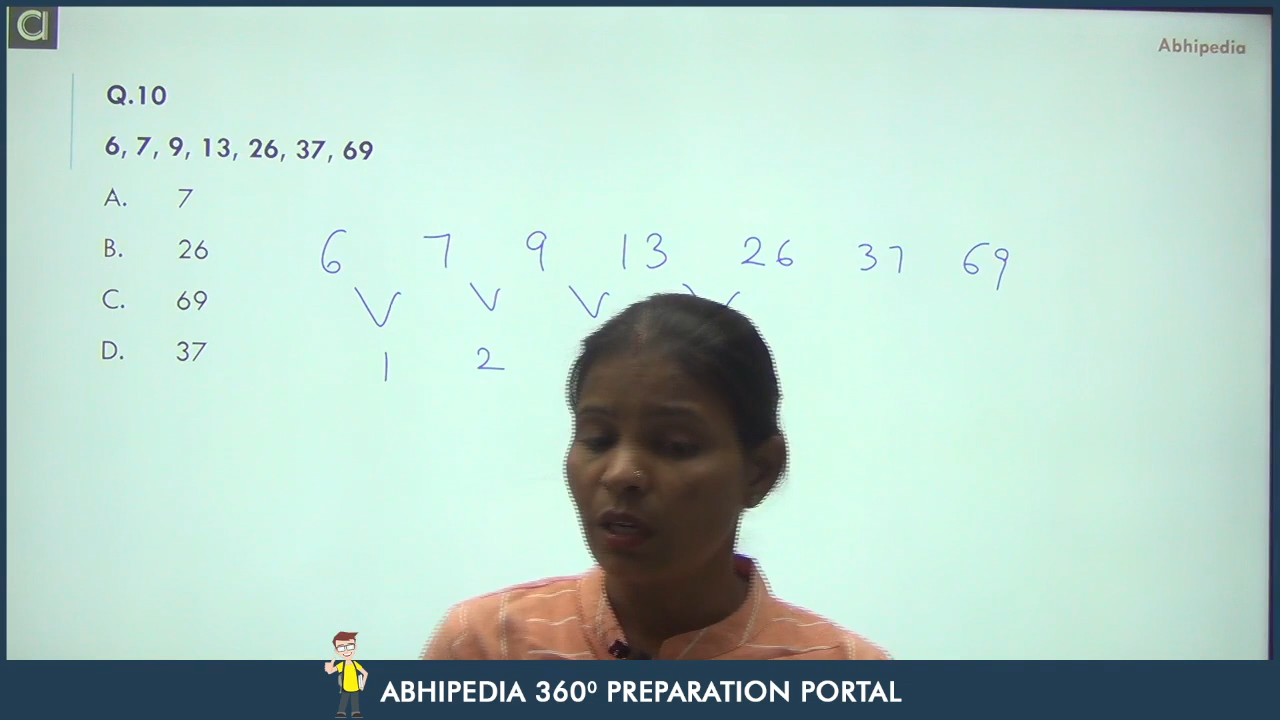 a
Abhipedia
Q.10
6, 7, 9, 13, 26, 37, 69
A. 7
B. 26
C. 69
D. 37
6 7 9 13 26 37 69
1 2
ABHIPEDIA 360⁰ PREPARATION PORTAL